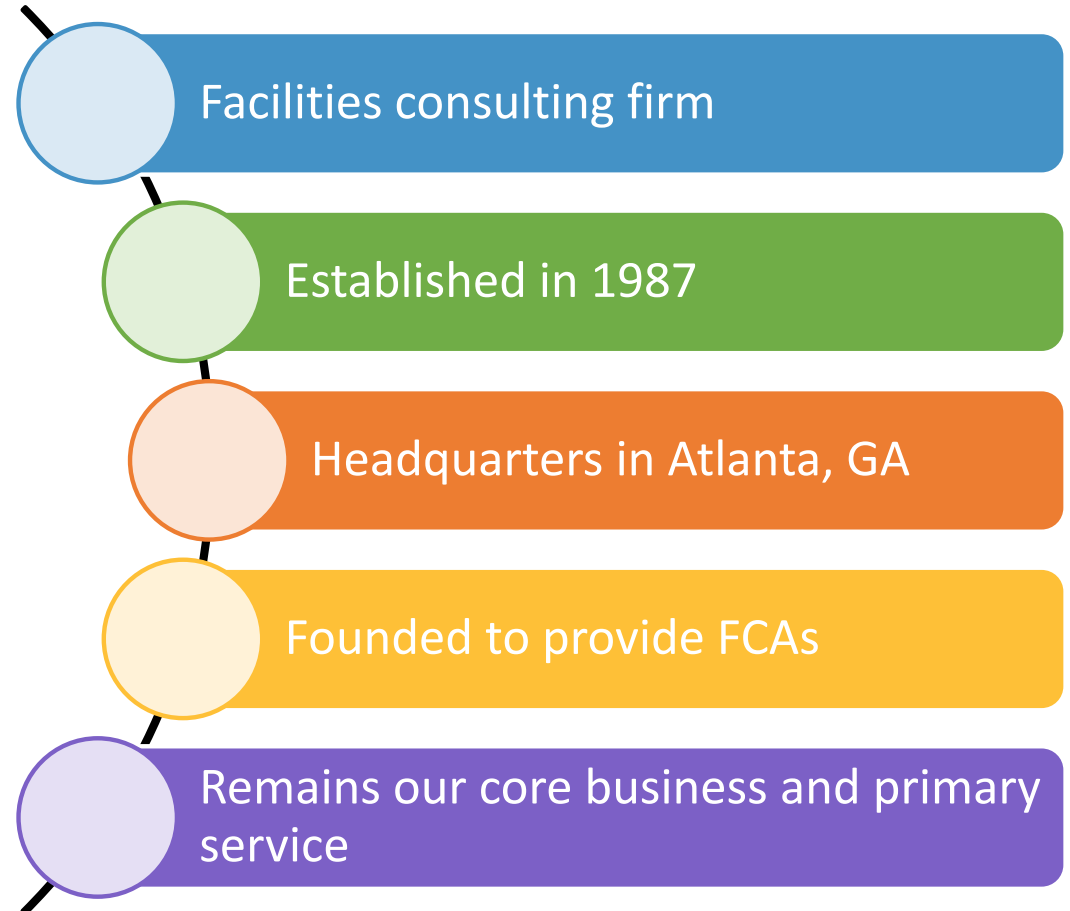 Facilities consulting firm
Established in 1987
Headquarters in Atlanta, GA
Founded to provide FCAs
Remains our core business and primary
service